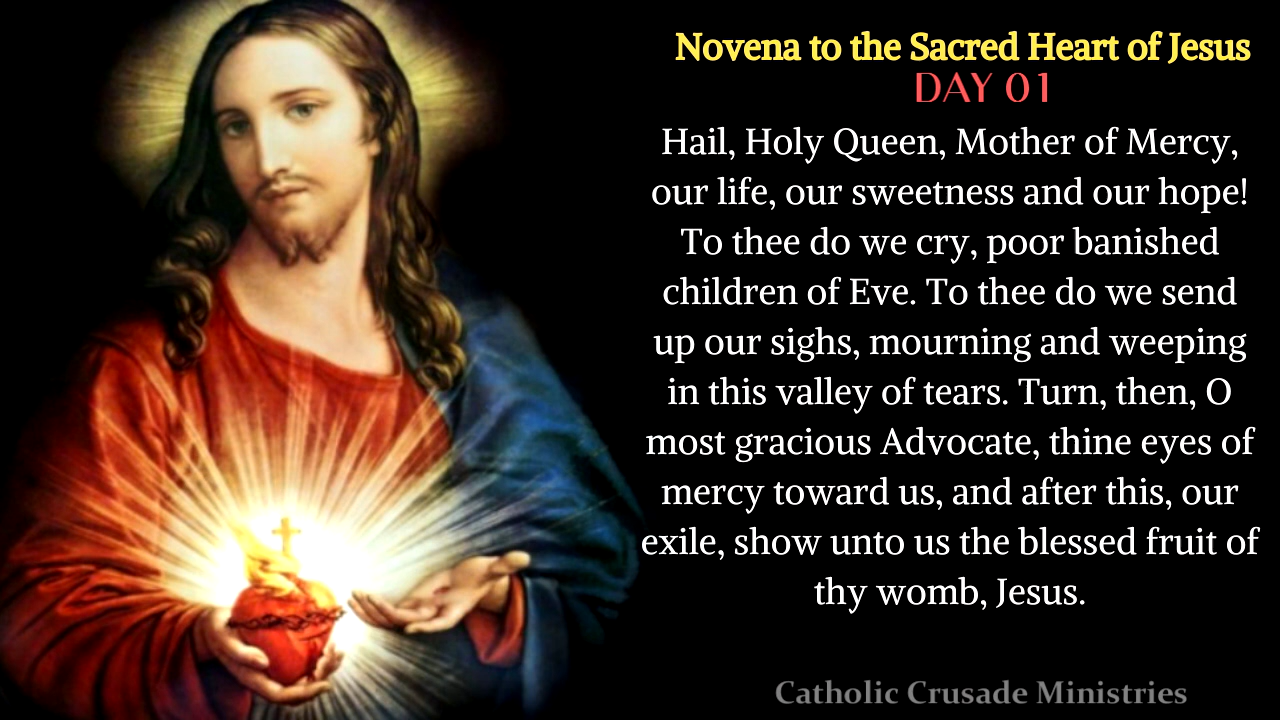 Novena to the Sacred Heart of Jesus
DAY 01
Hail, Holy Queen, Mother of Mercy,
our life, our sweetness and our hope!
To thee do we cry, poor banished
children of Eve. To thee do we send
up our sighs, mourning and weeping
in this valley of tears. Turn, then, O
most gracious Advocate, thine eyes of
mercy toward us, and after this, our
exile, show unto us the blessed fruit of
thy womb, Jesus.
Catholic Crusade Ministries